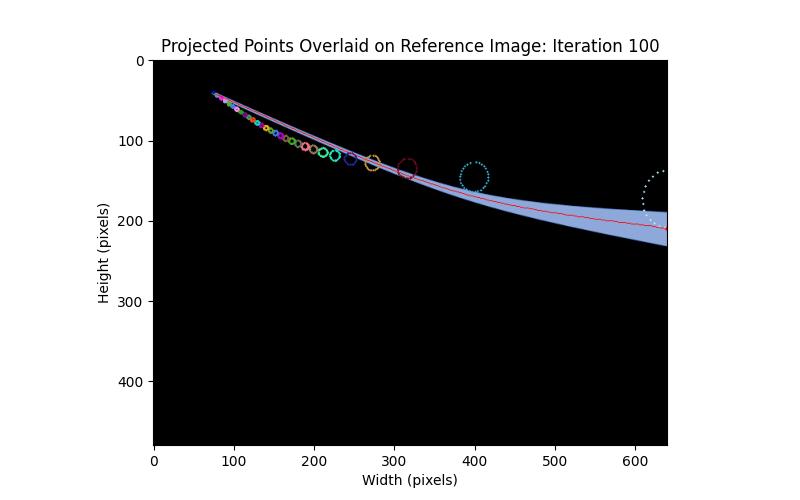 Projected Points Overlaid on Reference Image: Iteration 100
0
100
200
300
400
Height (pixels)
0 100 200 300 400 500 600
Width (pixels)